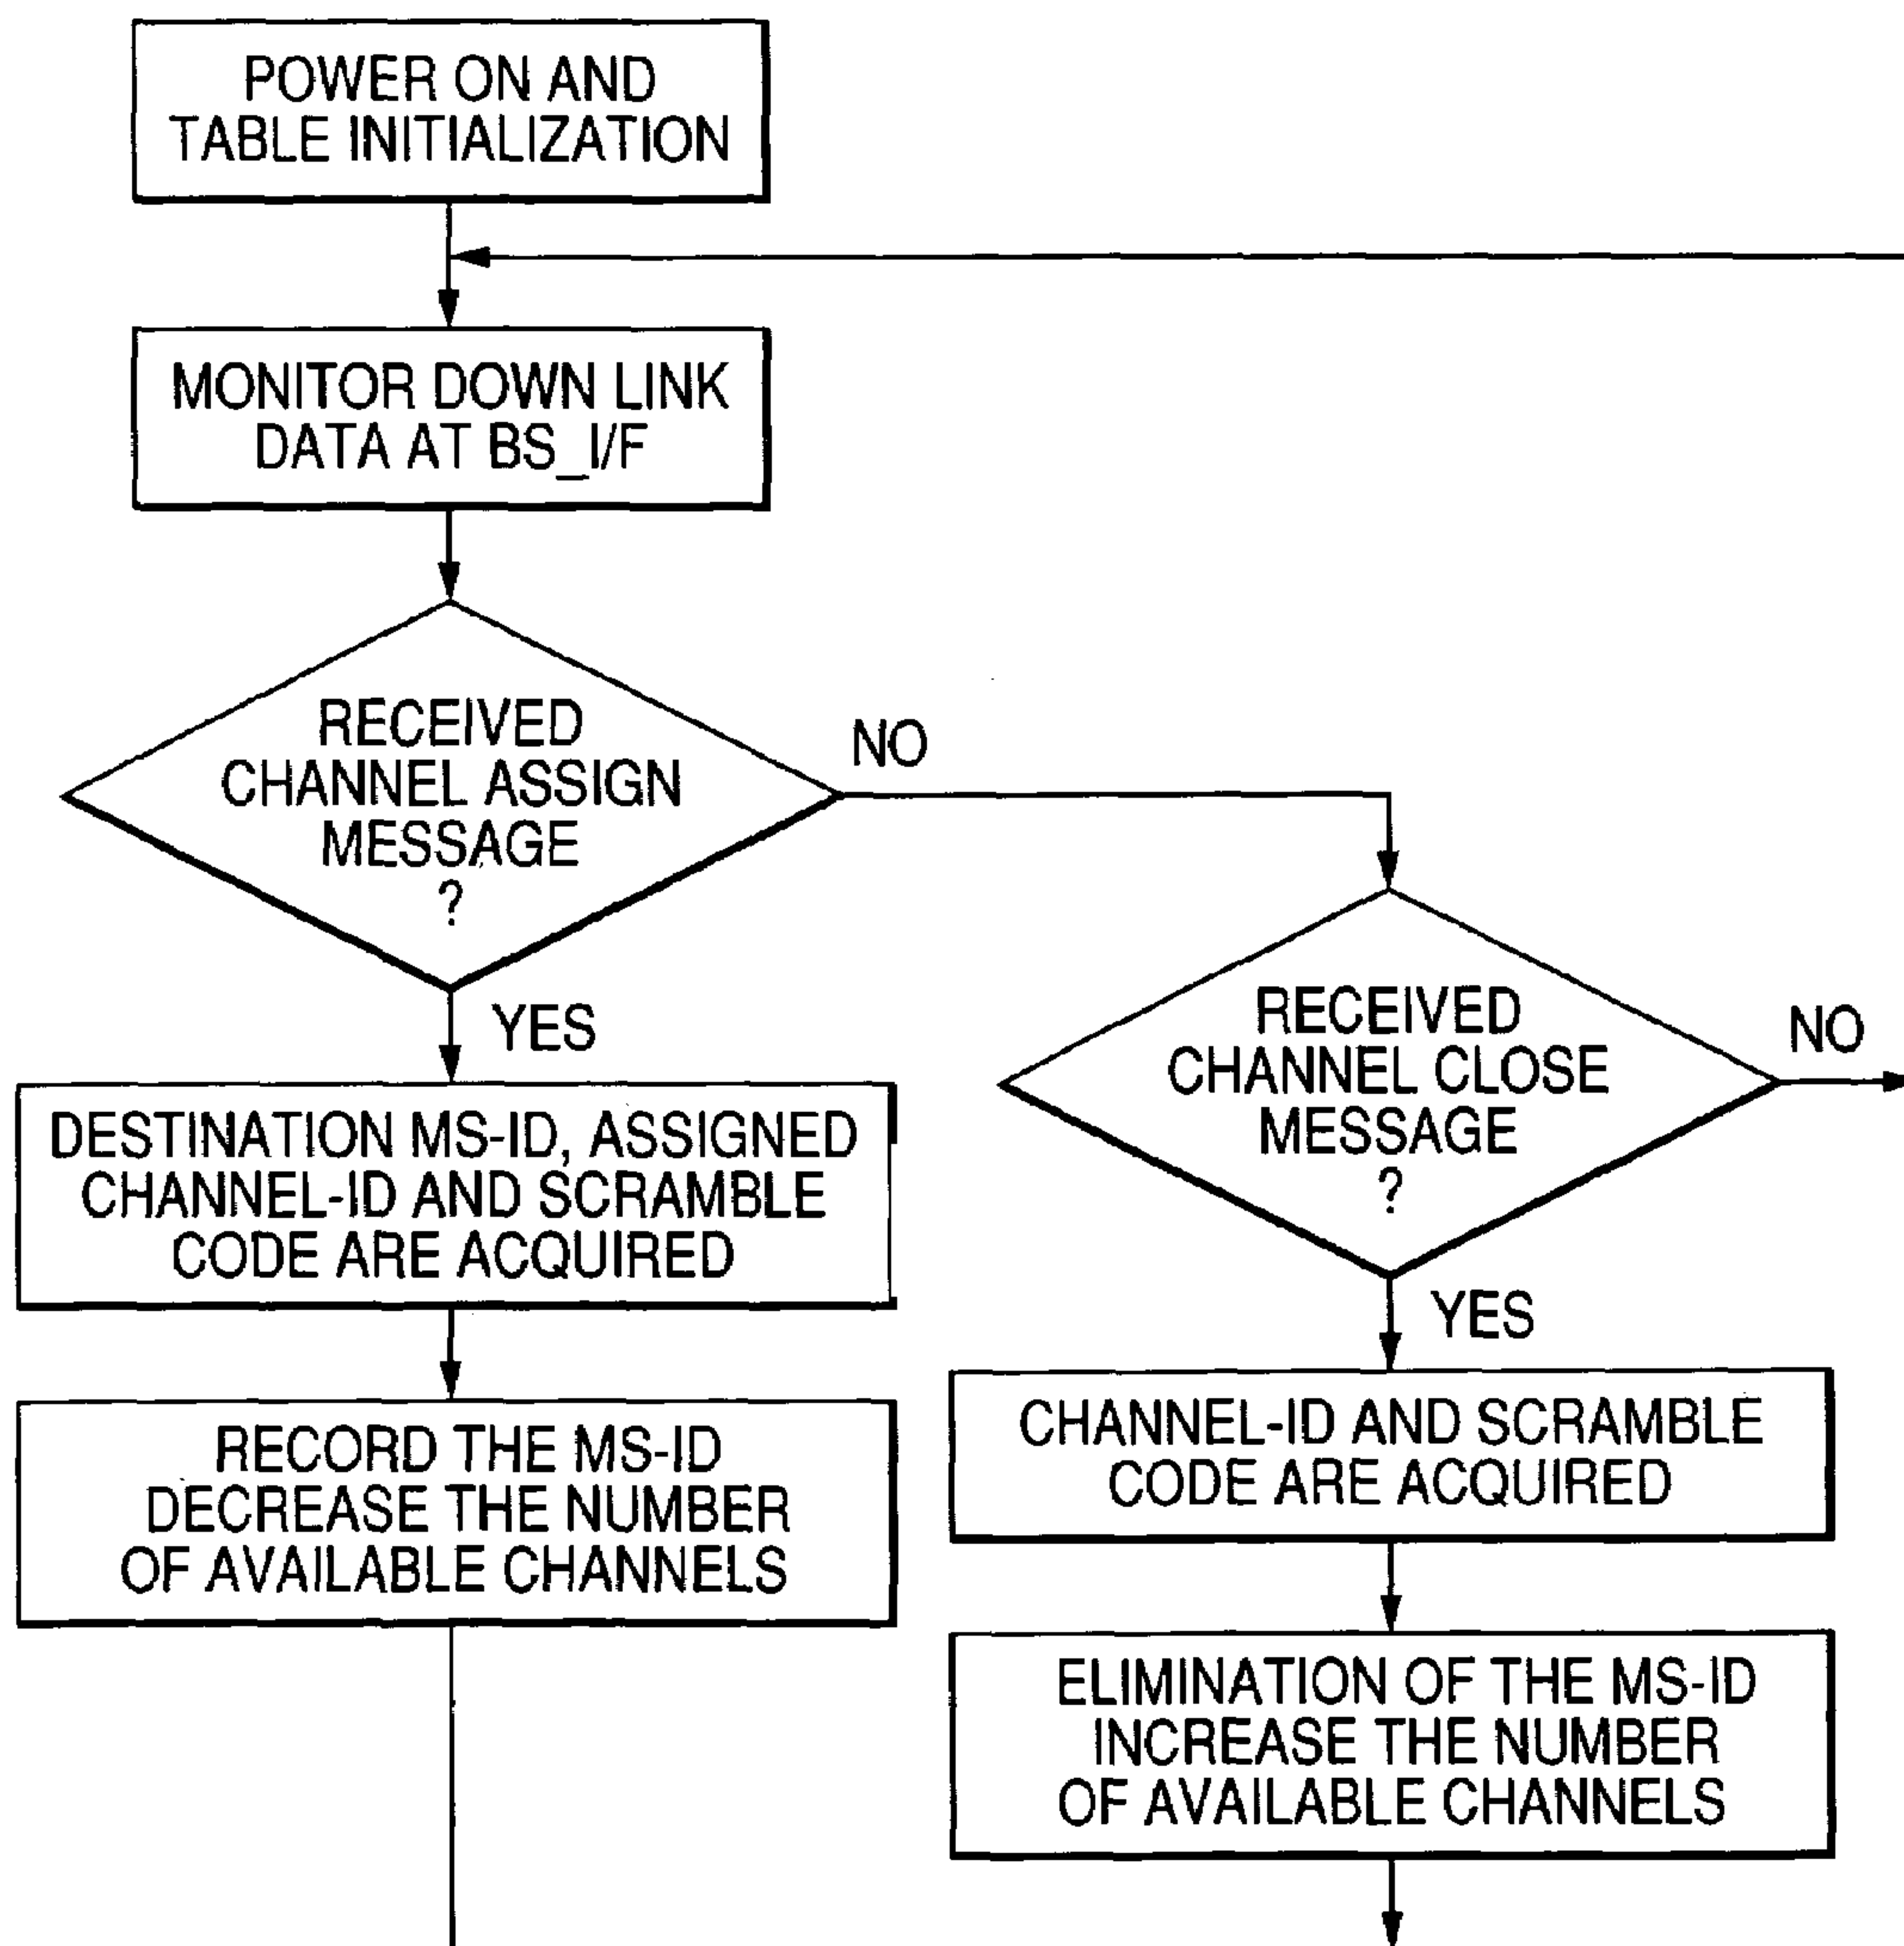 POWER ON AND
TABLE INITIALIZATION
MONITOR DOWN LINK
DATA AT BS_I/F
RECEIVED
CHANNEL ASSIGN
MESSAGE
?
NO
YES
DESTINATION MS-ID, ASSIGNED
CHANNEL-ID AND SCRAMBLE
CODE ARE ACQUIRED
RECORD THE MS-ID
DECREASE THE NUMBER
OF AVAILABLE CHANNELS
RECEIVED
CHANNEL CLOSE
MESSAGE
?
NO
YES
CHANNEL-ID AND SCRAMBLE
CODE ARE ACQUIRED
ELIMINATION OF THE MS-ID
INCREASE THE NUMBER
OF AVAILABLE CHANNELS